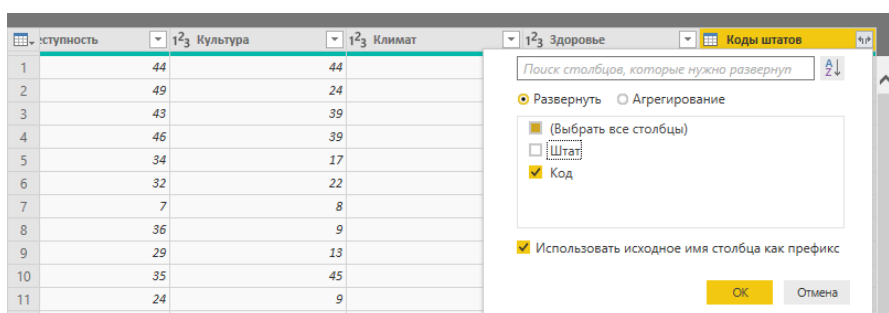 ступность 1²3 Культура 1²3 Климат 1²3 Здоровье Коды штатов
1 44 44
2 49 24
3 43 39
4 46 39
5 34 17
6 32 22
7 7 8
8 36 9
9 29 13
10 35 45
11 24 9
Поиск столбцов, которые нужно развернут
Развернуть Агрегирование
(Выбрать все столбцы)
Штат
Код
Использовать исходное имя столбца как префикс
ОК Отмена